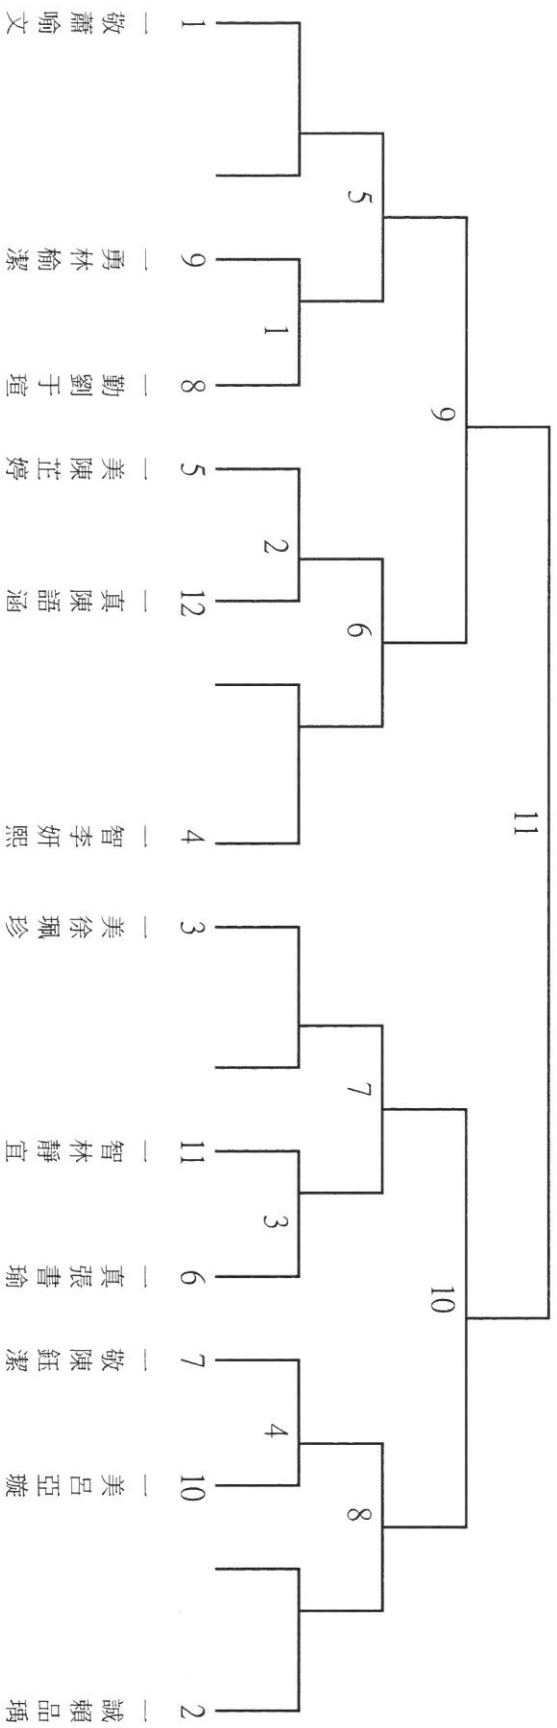 11
9 10
5 6 7 8
1 2 3 4
1 9 8 5 12 4 3 11 6 7 10 2
一敬蕭喻文
一勇林榆潔
一勤劉于瑄
一美陳芷婷
一真陳語涵
一智李妍熙
一美徐珮珍
一智林靜宜
一真張書瑜
一敬陳鈺潔
一美呂亞璇
一誠賴品瑀